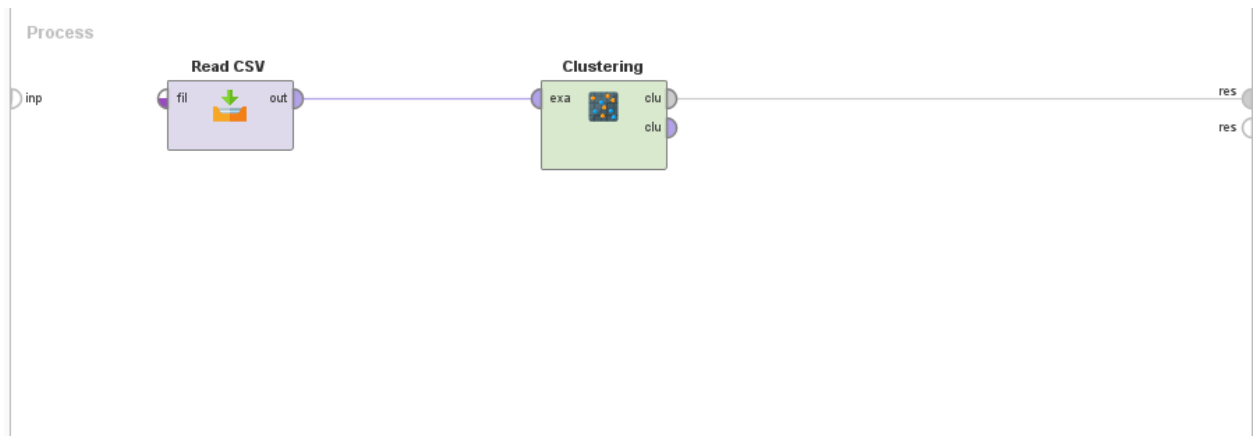 Process
Read CSV
Clustering
inp
fil
out
exa
clu
res
clu
res